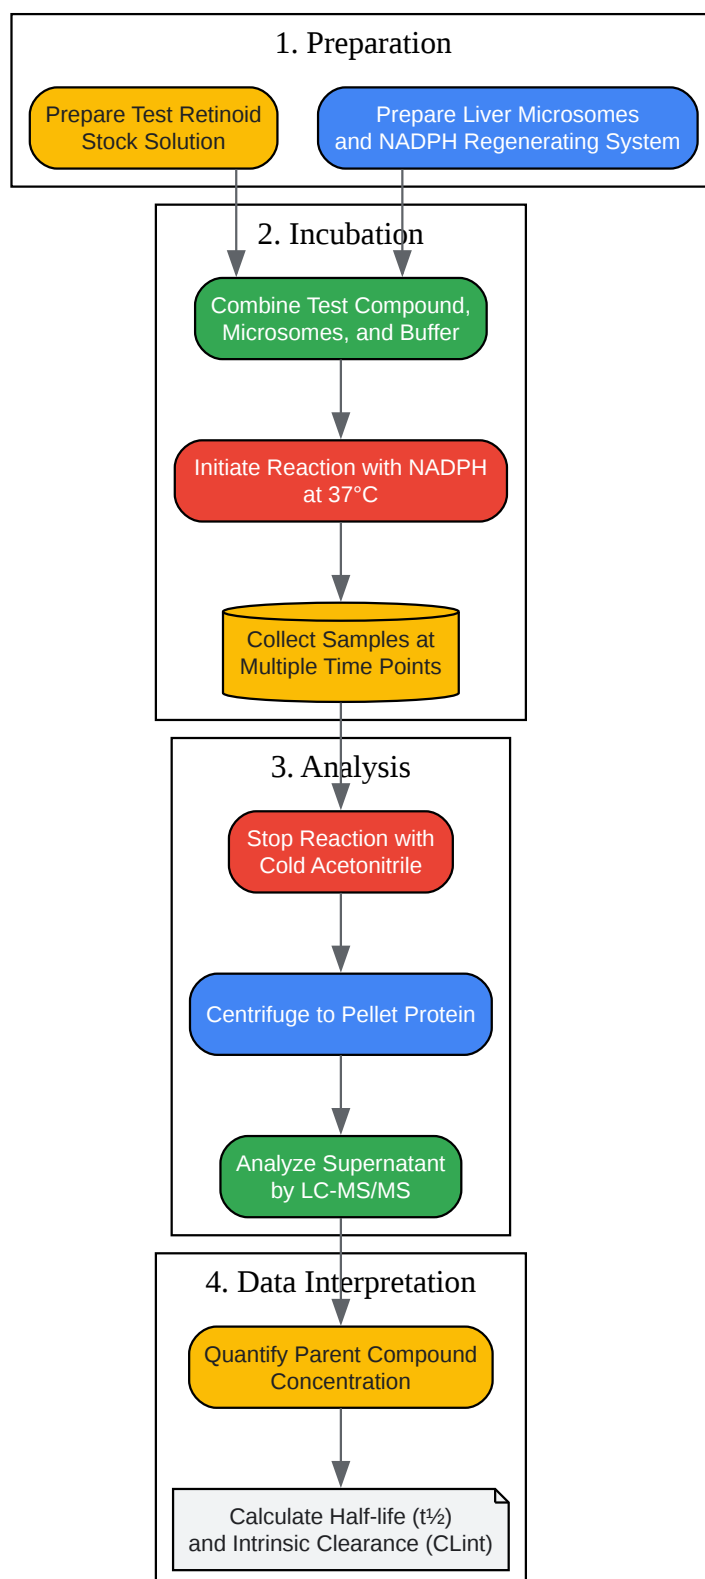 1. Preparation
Prepare Test Retinoid
Stock Solution
Prepare Liver Microsomes
and NADPH Regenerating System
2. Incubation
Combine Test Compound,
Microsomes, and Buffer
Initiate Reaction with NADPH
at 37°C
Collect Samples at
Multiple Time Points
3. Analysis
Stop Reaction with
Cold Acetonitrile
Centrifuge to Pellet Protein
Analyze Supernatant
by LC-MS/MS
4. Data Interpretation
Quantify Parent Compound
Concentration
Calculate Half-life (t½)
and Intrinsic Clearance (CLint)